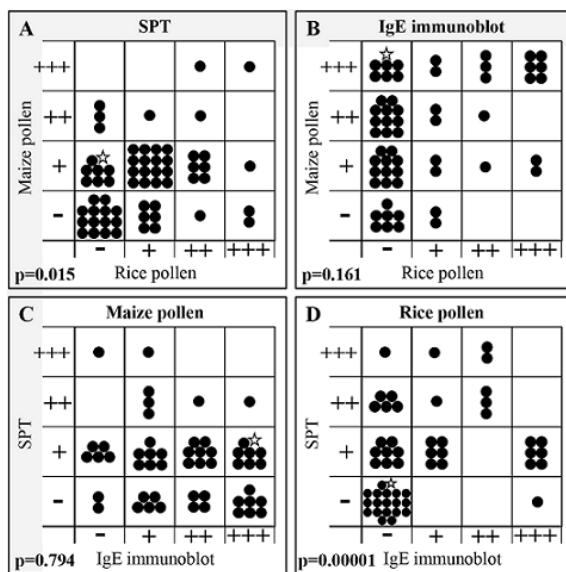 A SPT
+++
++
+
-
Maize pollen
- + ++ +++
p=0.015 Rice pollen
B IgE immunoblot
+++
++
+
-
Maize pollen
- + ++ +++
p=0.161 Rice pollen
C Maize pollen
+++
++
+
-
SPT
- + ++ +++
p=0.794 IgE immunoblot
D Rice pollen
+++
++
+
-
SPT
- + ++ +++
p=0.00001 IgE immunoblot